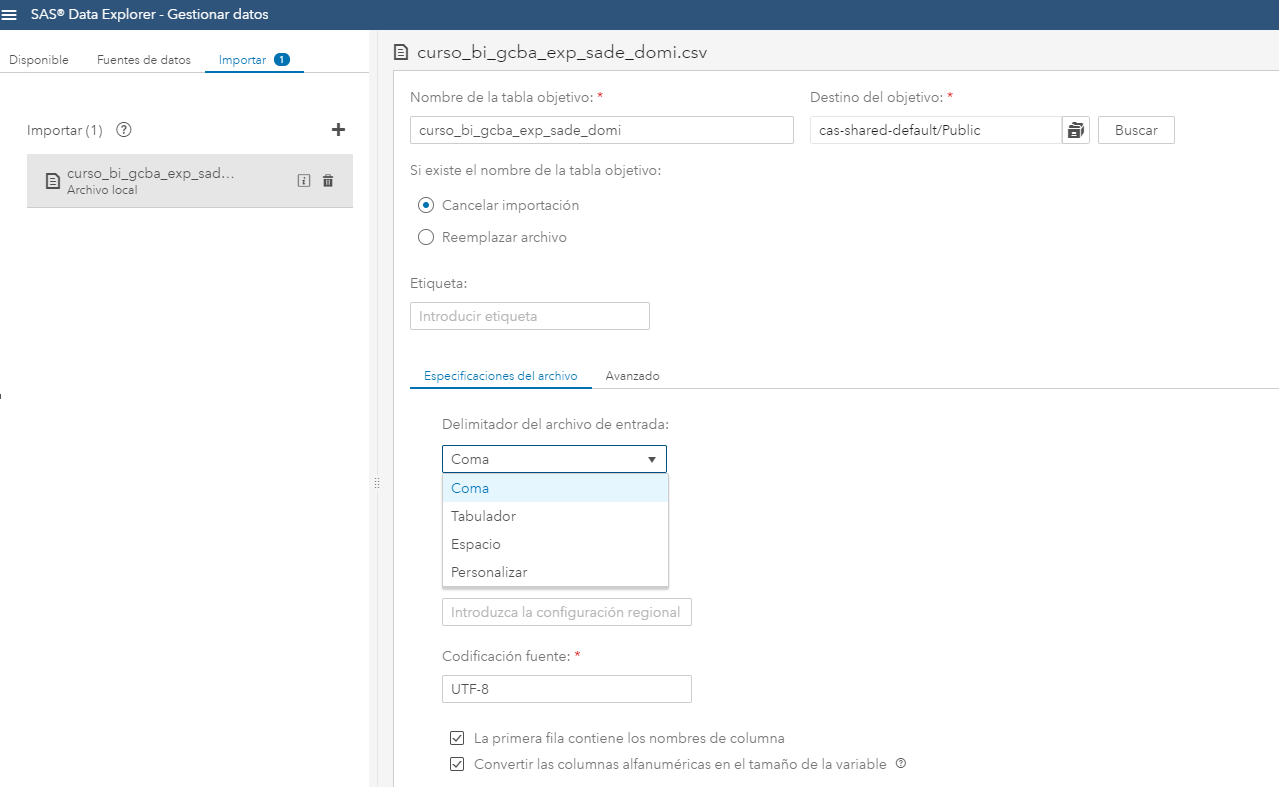 SAS® Data Explorer - Gestionar datos
Disponible
Fuentes de datos
Importar 1
Importar (1) ?
curso_bi_gcba_exp_sad...
Archivo local
curso_bi_gcba_exp_sade_domi.csv
Nombre de la tabla objetivo: *
curso_bi_gcba_exp_sade_domi
Destino del objetivo: *
cas-shared-default/Public
Buscar
Si existe el nombre de la tabla objetivo:
Cancelar importación
Reemplazar archivo
Etiqueta:
Introducir etiqueta
Especificaciones del archivo
Avanzado
Delimitador del archivo de entrada:
Coma
Coma
Tabulador
Espacio
Personalizar
Introduzca la configuración regional
Codificación fuente: *
UTF-8
La primera fila contiene los nombres de columna
Convertir las columnas alfanuméricas en el tamaño de la variable ?